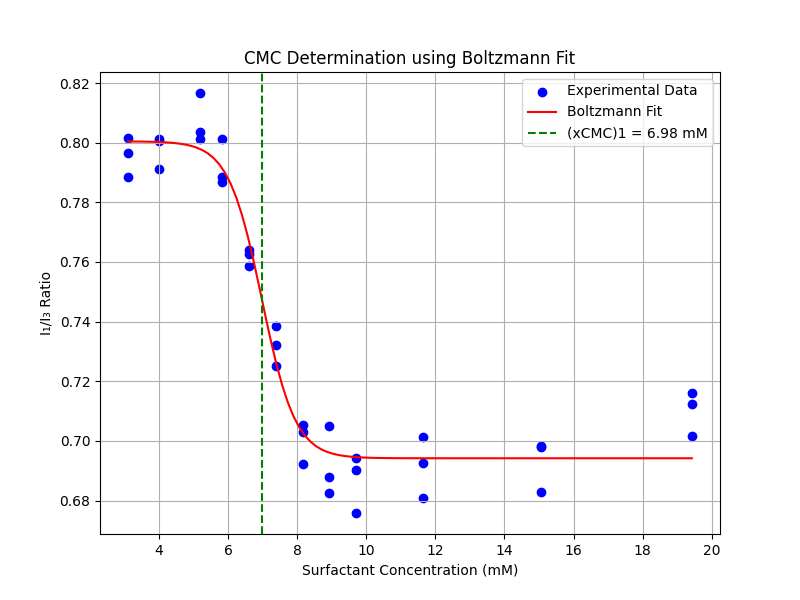 CMC Determination using Boltzmann Fit
Experimental Data
Boltzmann Fit
(xCMC)1 = 6.98 mM
I₁/I₃ Ratio
0.82
0.80
0.78
0.76
0.74
0.72
0.70
0.68
4 6 8 10 12 14 16 18 20
Surfactant Concentration (mM)